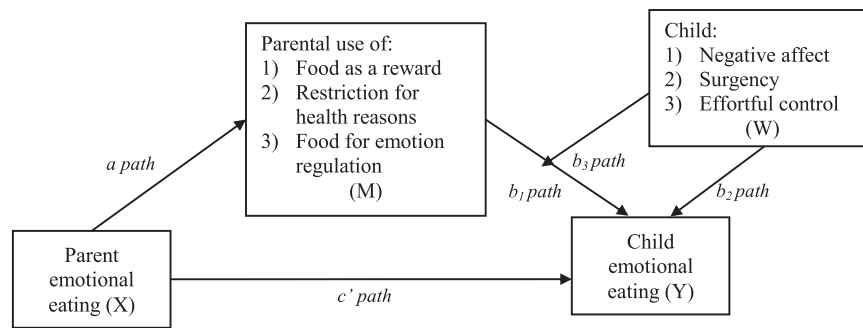 Parental use of:
1) Food as a reward
2) Restriction for
health reasons
3) Food for emotion
regulation
(M)
Child:
1) Negative affect
2) Surgency
3) Effortful control
(W)
a path
b3 path
b1 path
b2 path
Parent
emotional
eating (X)
Child
emotional
eating (Y)
c’ path